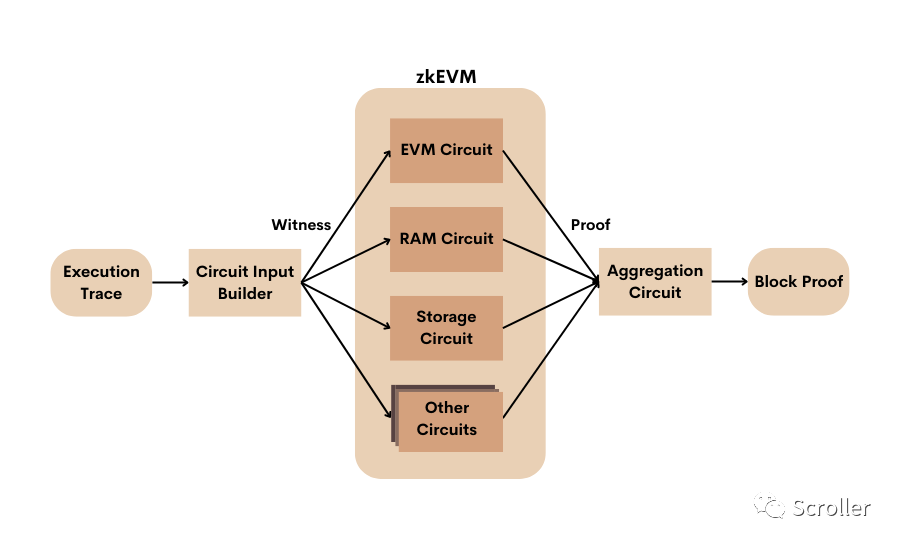 zkEVM
EVM Circuit
Witness
Proof
RAM Circuit
Execution
Trace
Circuit Input
Builder
Aggregation
Circuit
Block Proof
Storage
Circuit
Other
Circuits
Scroller